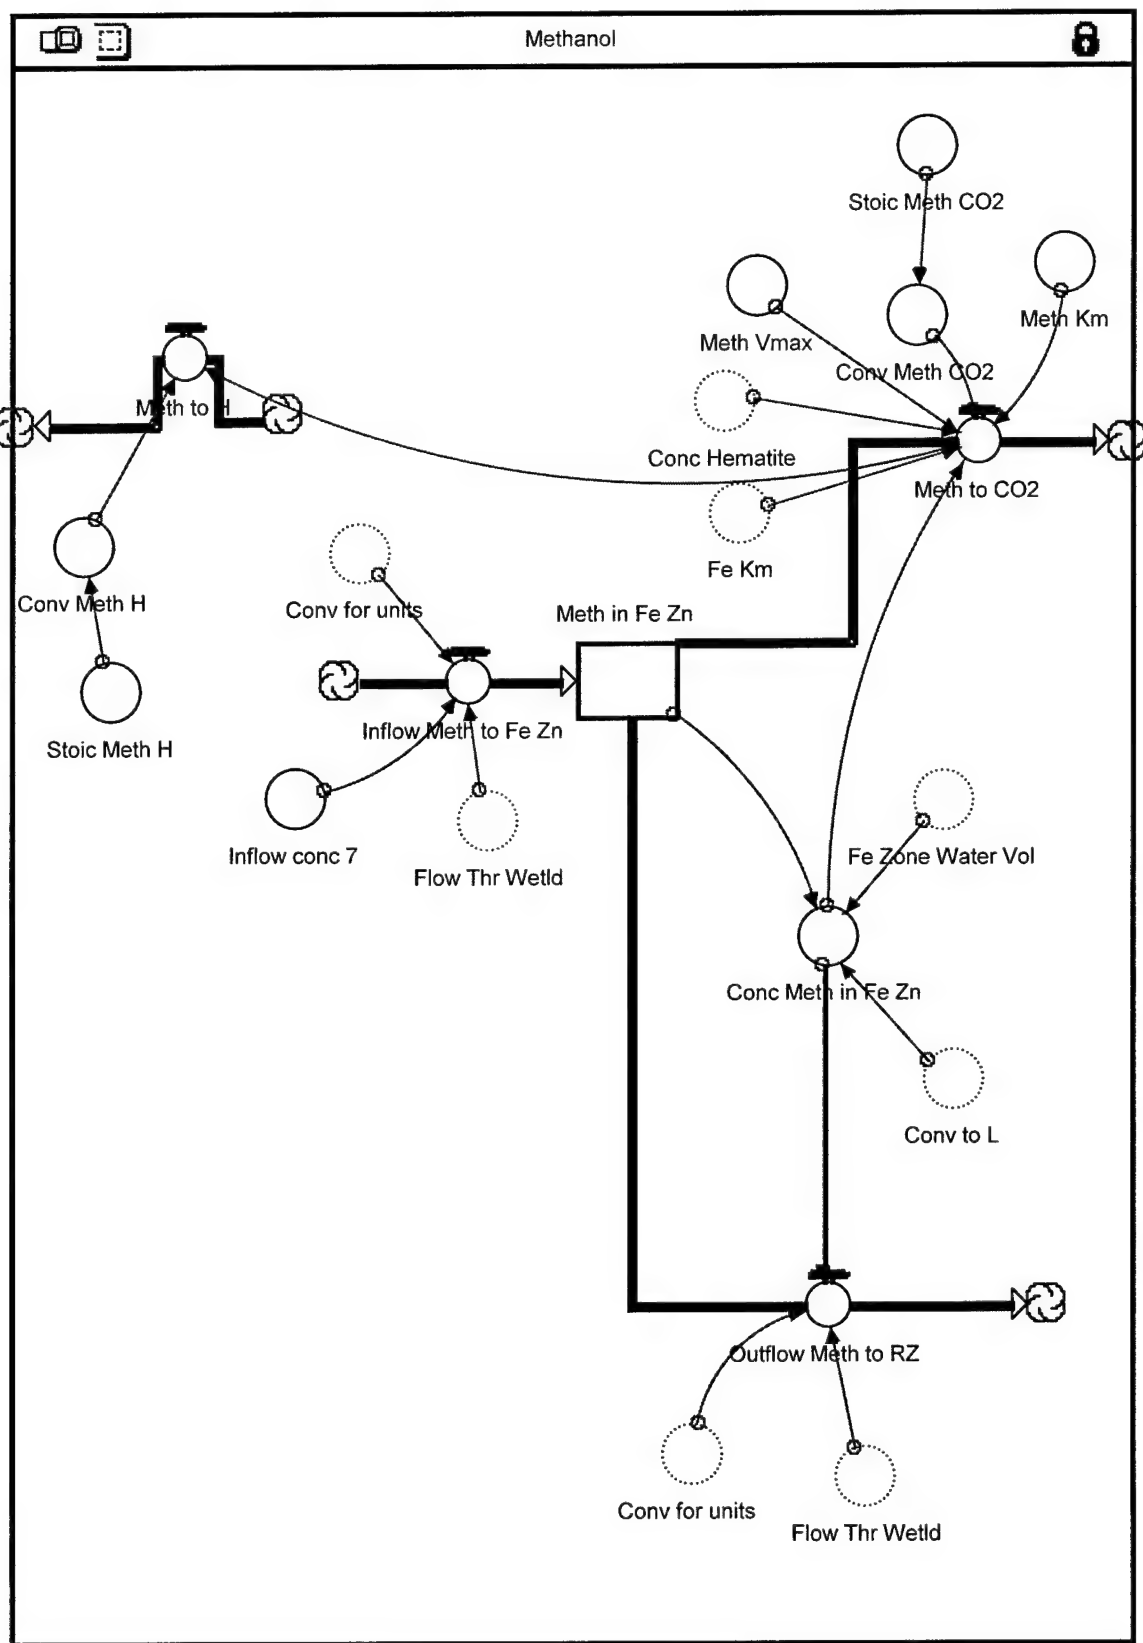 Methanol
Stoic Meth CO2
Meth Km
Meth Vmax
Conv Meth CO2
Meth to H
Conc Hematite
Meth to CO2
Fe Km
Conv Meth H
Conv for units
Meth in Fe Zn
Inflow Meth to Fe Zn
Stoic Meth H
Inflow conc 7
Flow Thr Wetld
Fe Zone Water Vol
Conc Meth in Fe Zn
Conv to L
Outflow Meth to RZ
Conv for units
Flow Thr Wetld